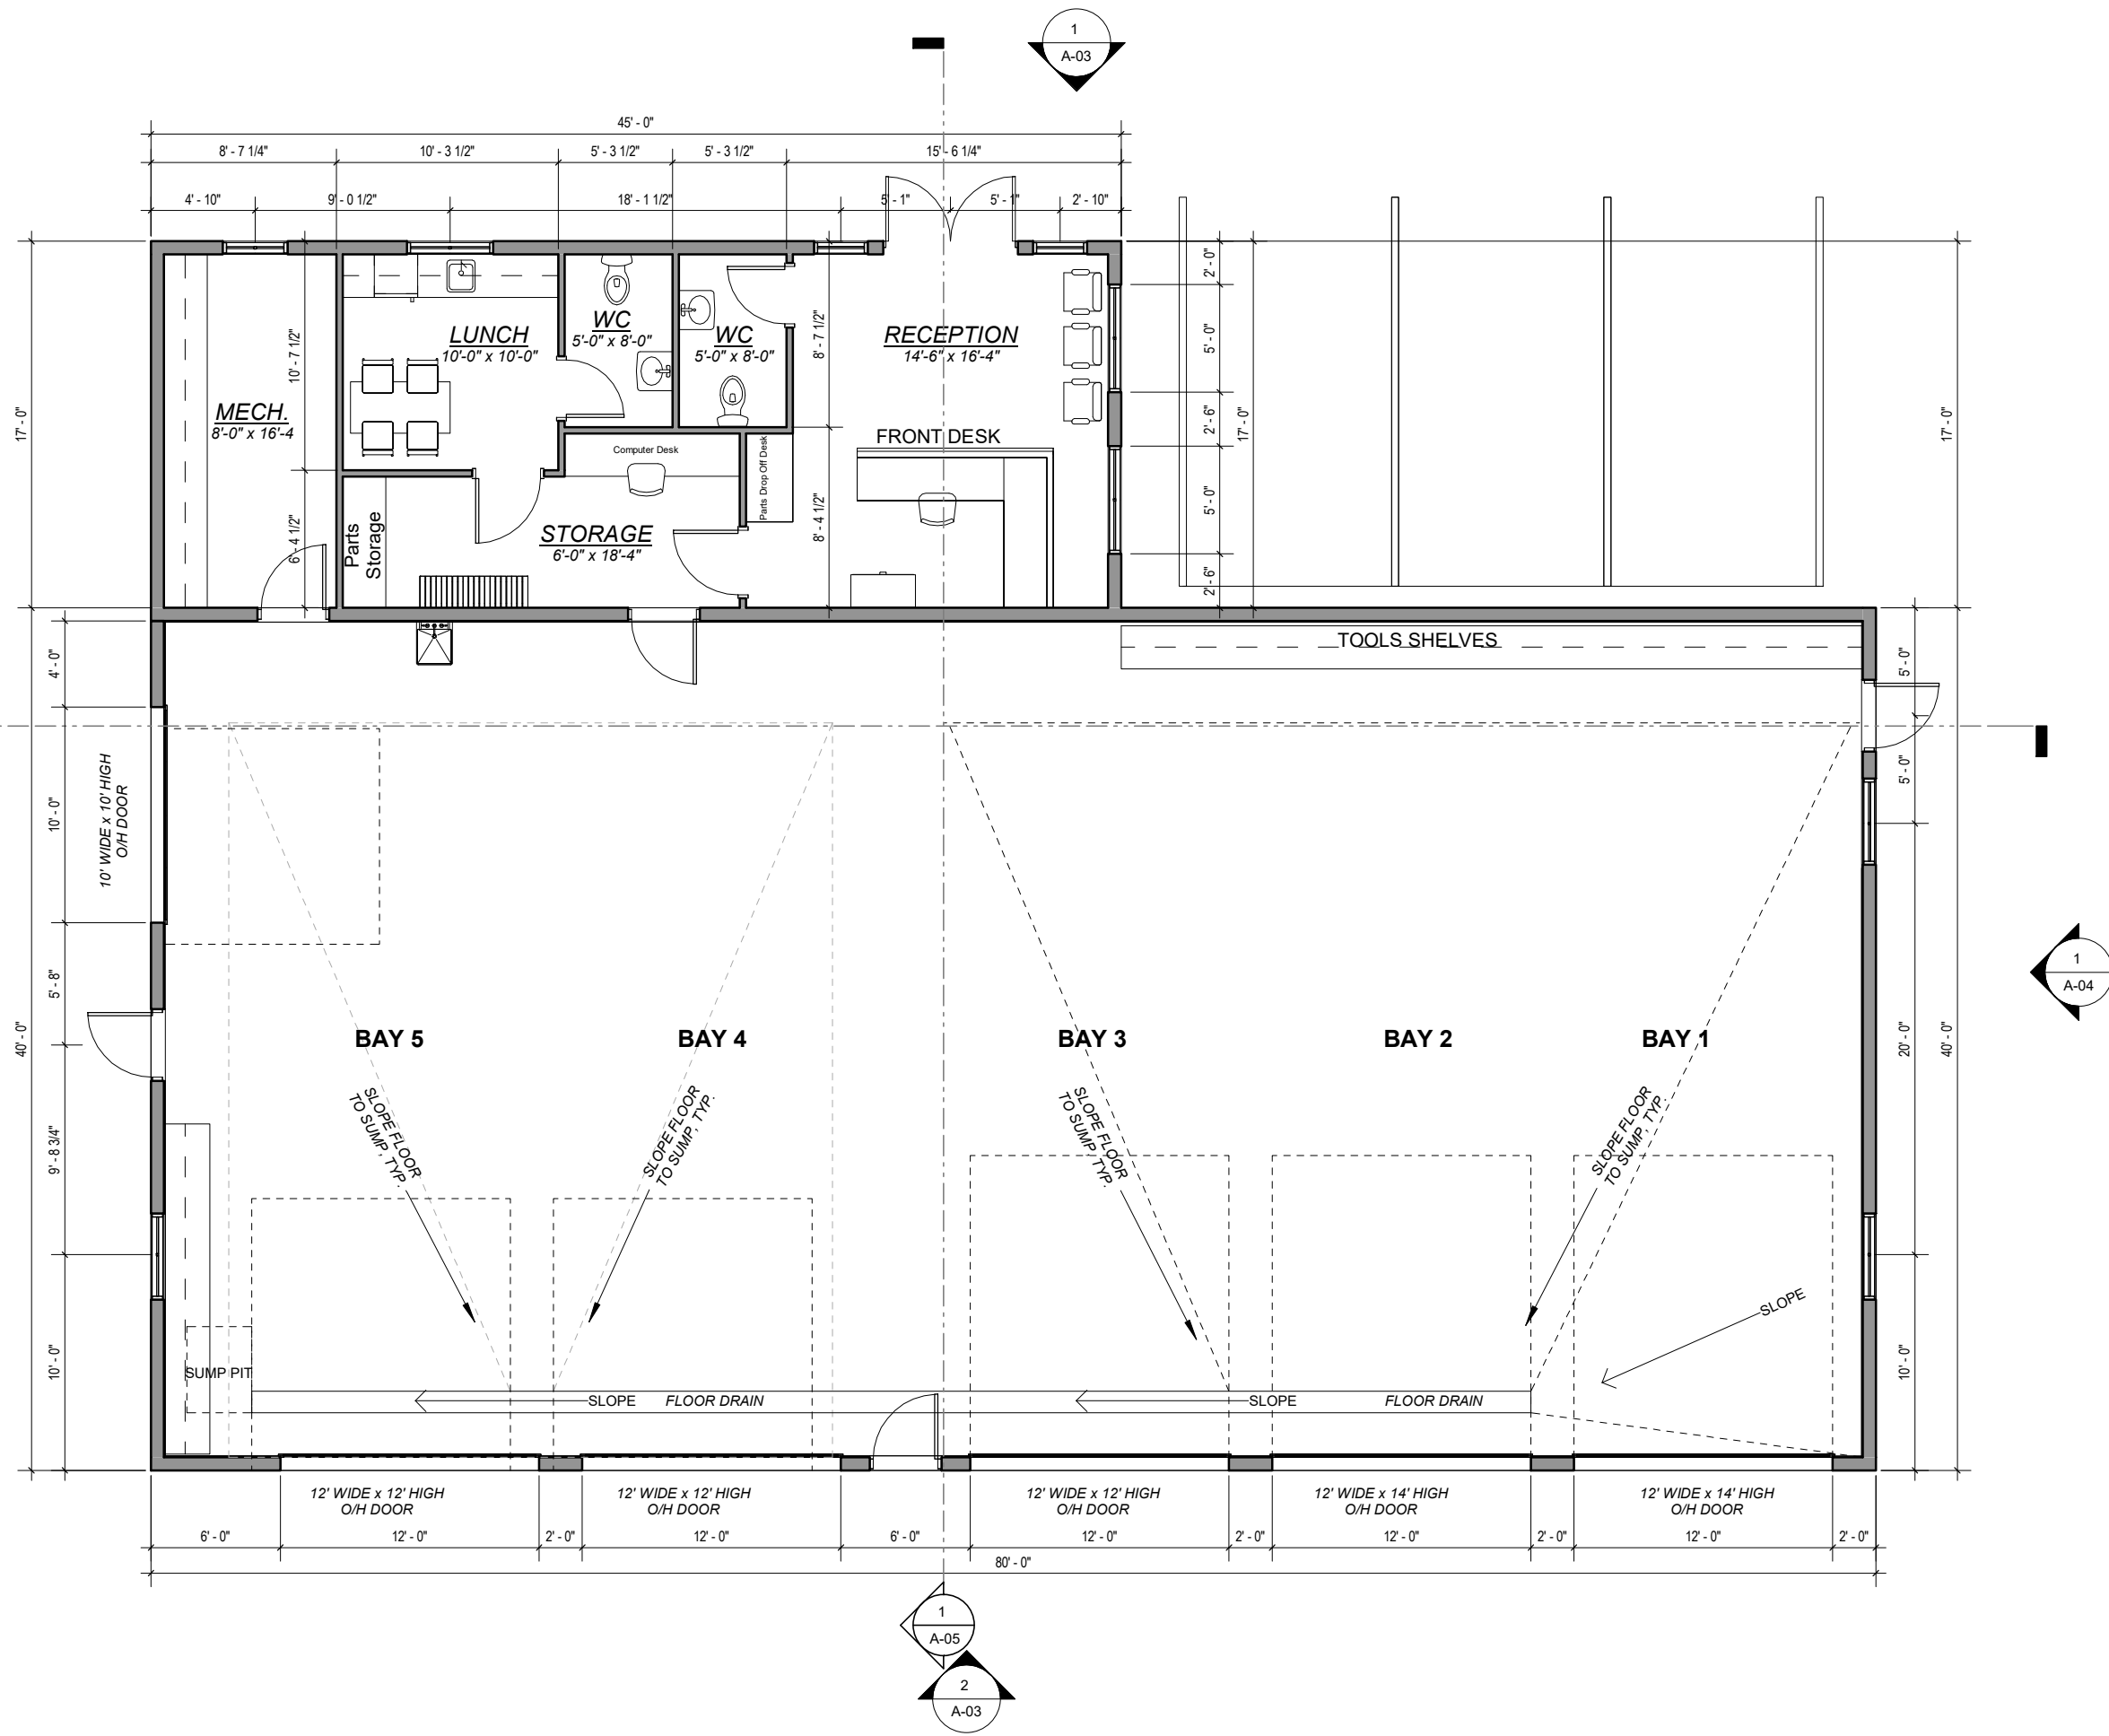 1
A-03
45' - 0"
8' - 7 1/4"
10' - 3 1/2"
5' - 3 1/2"
5' - 3 1/2"
15' - 6 1/4"
4' - 10"
9' - 0 1/2"
18' - 1 1/2"
5' - 1"
5' - 1"
2' - 10"
17' - 0"
10' - 7 1/2"
6' - 4 1/2"
MECH.
8'-0" x 16'-4
LUNCH
10'-0" x 10'-0"
WC
5'-0" x 8'-0"
WC
5'-0" x 8'-0"
8' - 7 1/2"
8' - 4 1/2"
RECEPTION
14'-6" x 16'-4"
FRONT DESK
Computer Desk
Parts Drop Off Desk
Parts
Storage
STORAGE
6'-0" x 18'-4"
2' - 0"
5' - 0"
2' - 6"
5' - 0"
2' - 6"
17' - 0"
17' - 0"
TOOLS SHELVES
4' - 0"
10' - 0"
5' - 8"
9' - 8 3/4"
10' - 0"
40' - 0"
10' WIDE x 10' HIGH
O/H DOOR
5' - 0"
5' - 0"
20' - 0"
10' - 0"
40' - 0"
1
A-04
BAY 5
BAY 4
BAY 3
BAY 2
BAY 1
SLOPE FLOOR
TO SUMP, TYP.
SLOPE FLOOR
TO SUMP, TYP.
SLOPE FLOOR
TO SUMP, TYP.
SLOPE FLOOR
TO SUMP, TYP.
SLOPE
SUMP PIT
SLOPE
FLOOR DRAIN
SLOPE
FLOOR DRAIN
12' WIDE x 12' HIGH
O/H DOOR
12' WIDE x 12' HIGH
O/H DOOR
12' WIDE x 12' HIGH
O/H DOOR
12' WIDE x 14' HIGH
O/H DOOR
12' WIDE x 14' HIGH
O/H DOOR
6' - 0"
12' - 0"
2' - 0"
12' - 0"
6' - 0"
12' - 0"
2' - 0"
12' - 0"
2' - 0"
12' - 0"
2' - 0"
80' - 0"
1
A-05
2
A-03